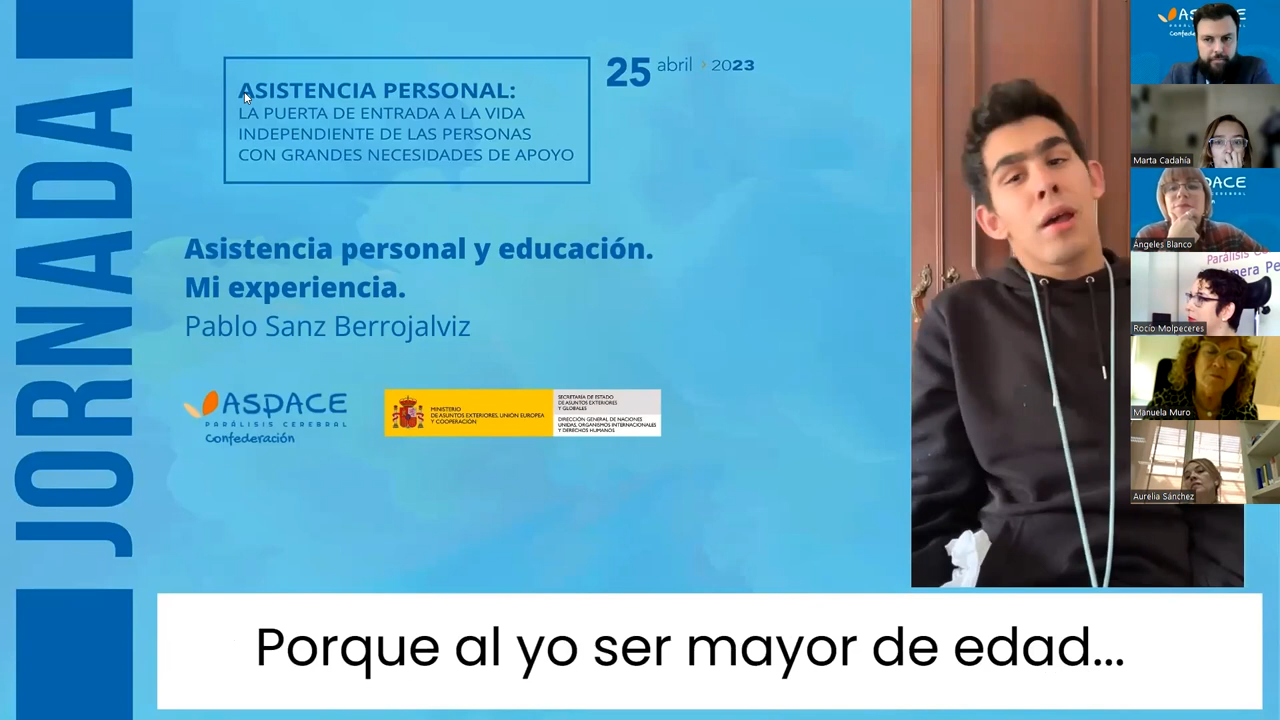 JORNADA
ASISTENCIA PERSONAL:
LA PUERTA DE ENTRADA A LA VIDA
INDEPENDIENTE DE LAS PERSONAS
CON GRANDES NECESIDADES DE APOYO
25 abril > 2023
Asistencia personal y educación.
Mi experiencia.
Pablo Sanz Berrojalviz
ASPACE
PARÁLISIS CEREBRAL
Confederación
MINISTERIO
DE ASUNTOS EXTERIORES, UNIÓN EUROPEA
Y COOPERACIÓN
SECRETARÍA DE ESTADO
DE ASUNTOS EXTERIORES
Y GLOBALES
DIRECCIÓN GENERAL DE NACIONES
UNIDAS, ORGANISMOS INTERNACIONALES
Y DERECHOS HUMANOS
Marta Cadahía
Ángeles Blanco
Rocío Molpeceres
Manuela Muro
Aurelia Sánchez
Porque al yo ser mayor de edad...